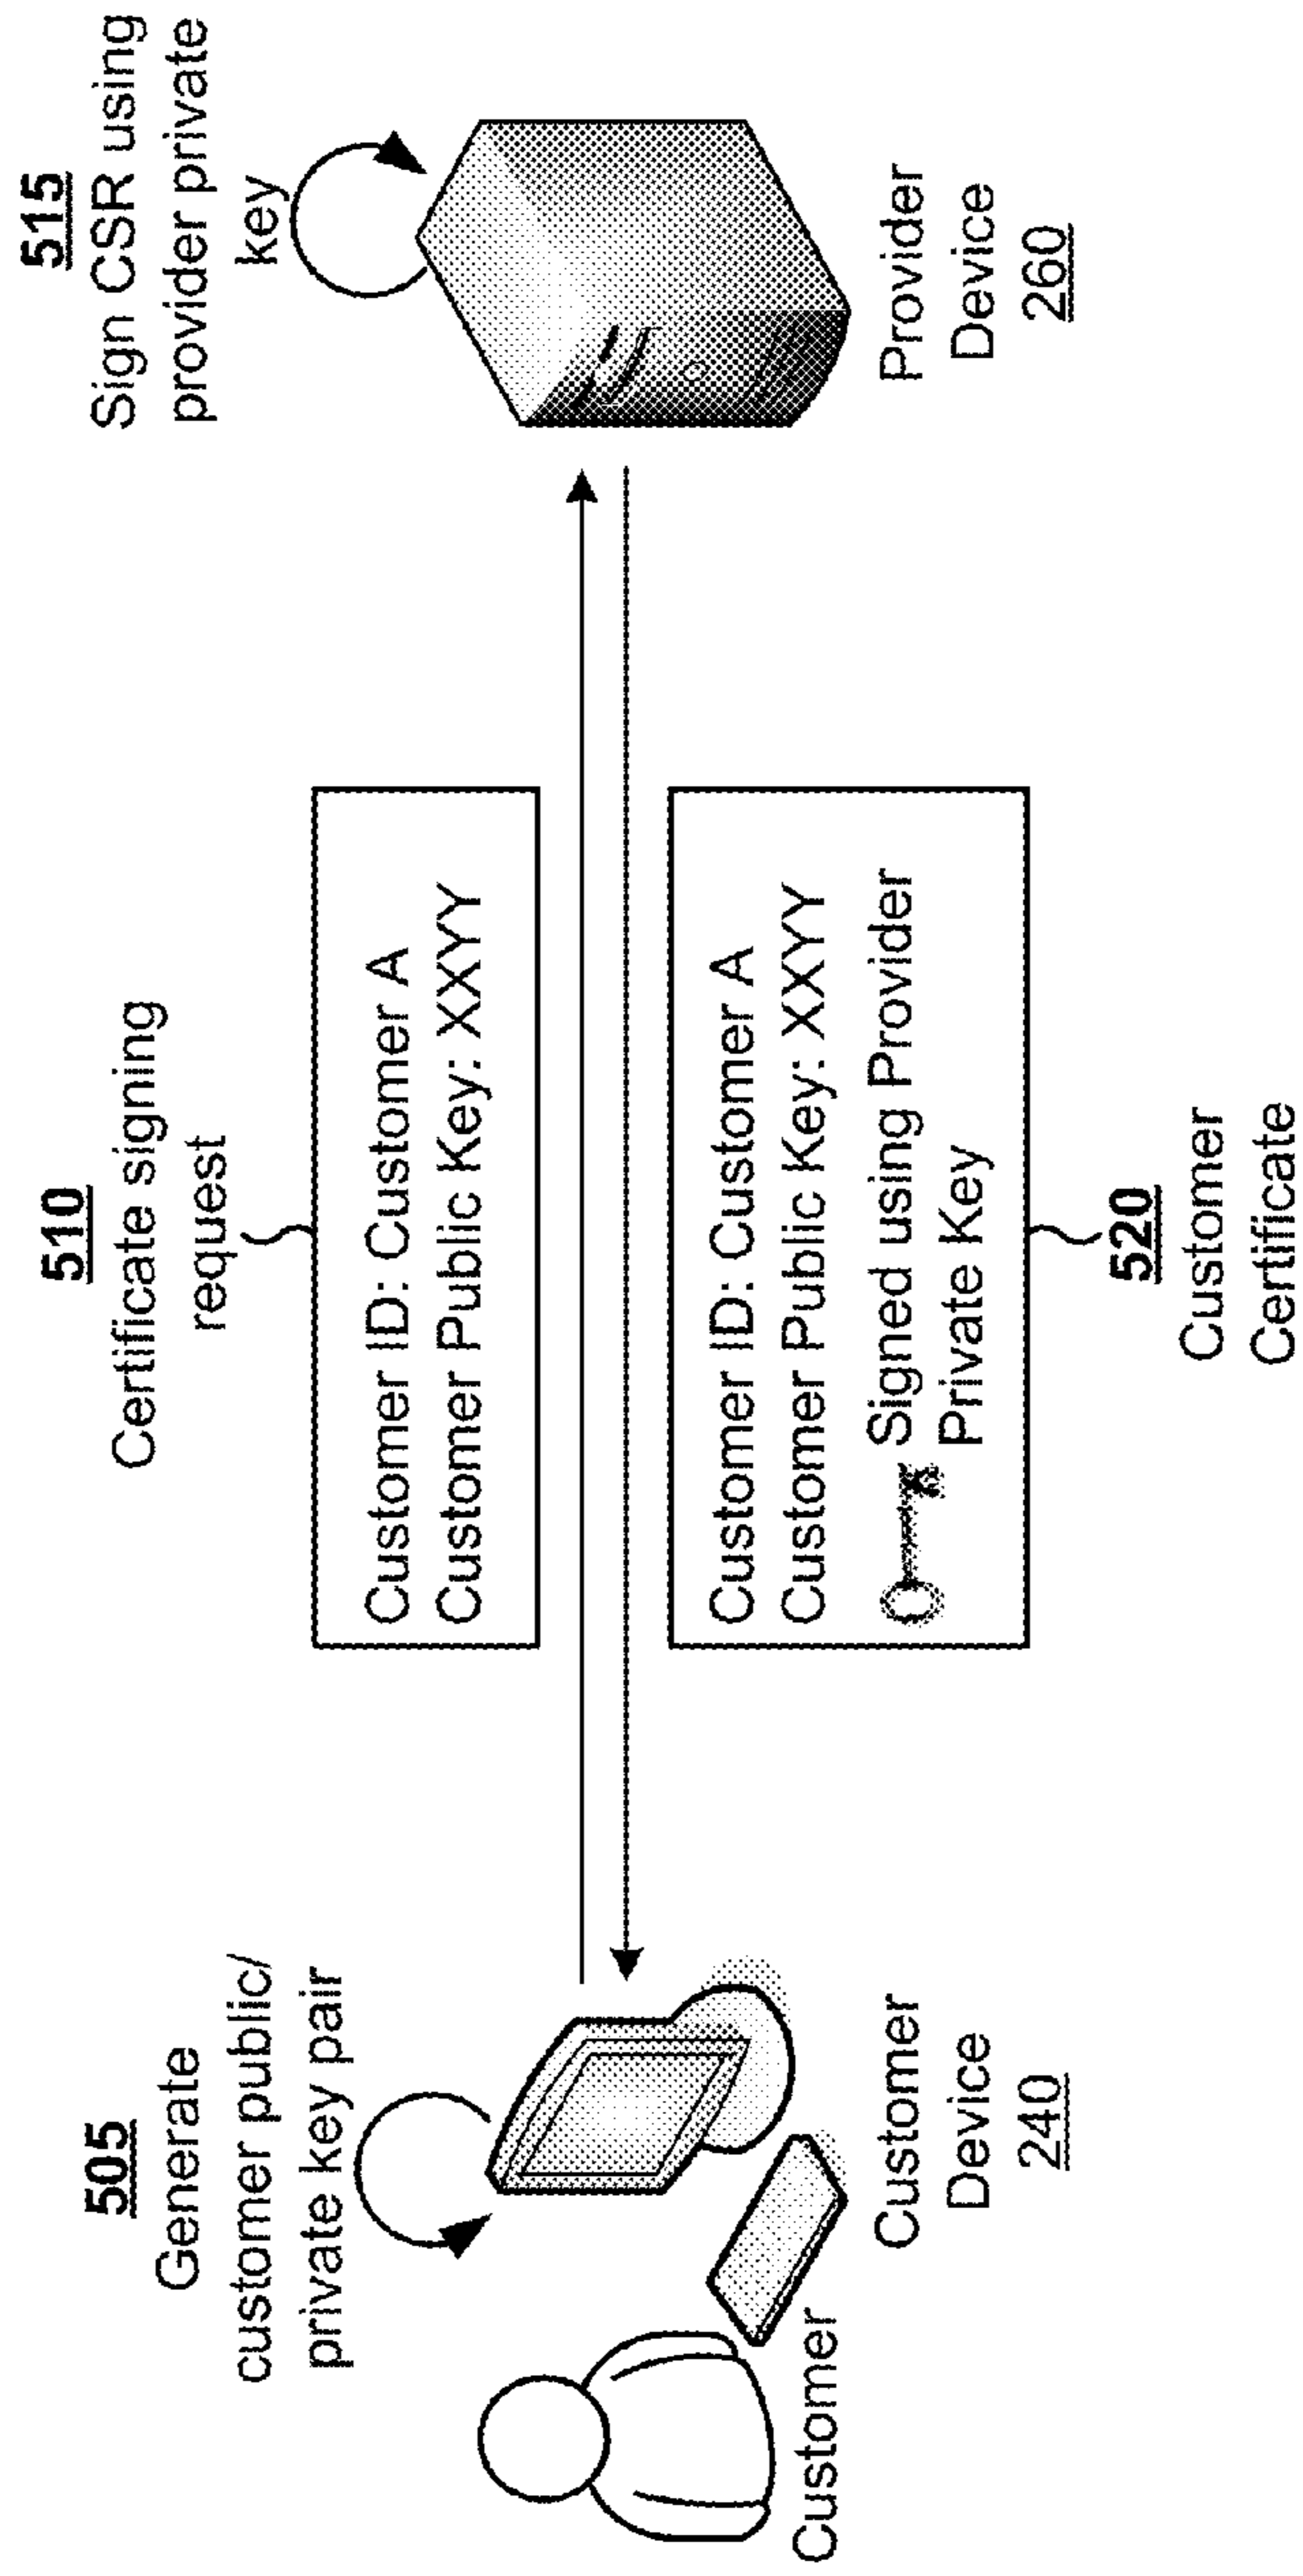 505
Generate
customer public/
private key pair
Customer
Customer
Device
240
510
Certificate signing
request
Customer ID: Customer A
Customer Public Key: XXYY
Customer ID: Customer A
Customer Public Key: XXYY
Signed using Provider
Private Key
520
Customer
Certificate
515
Sign CSR using
provider private
key
Provider
Device
260